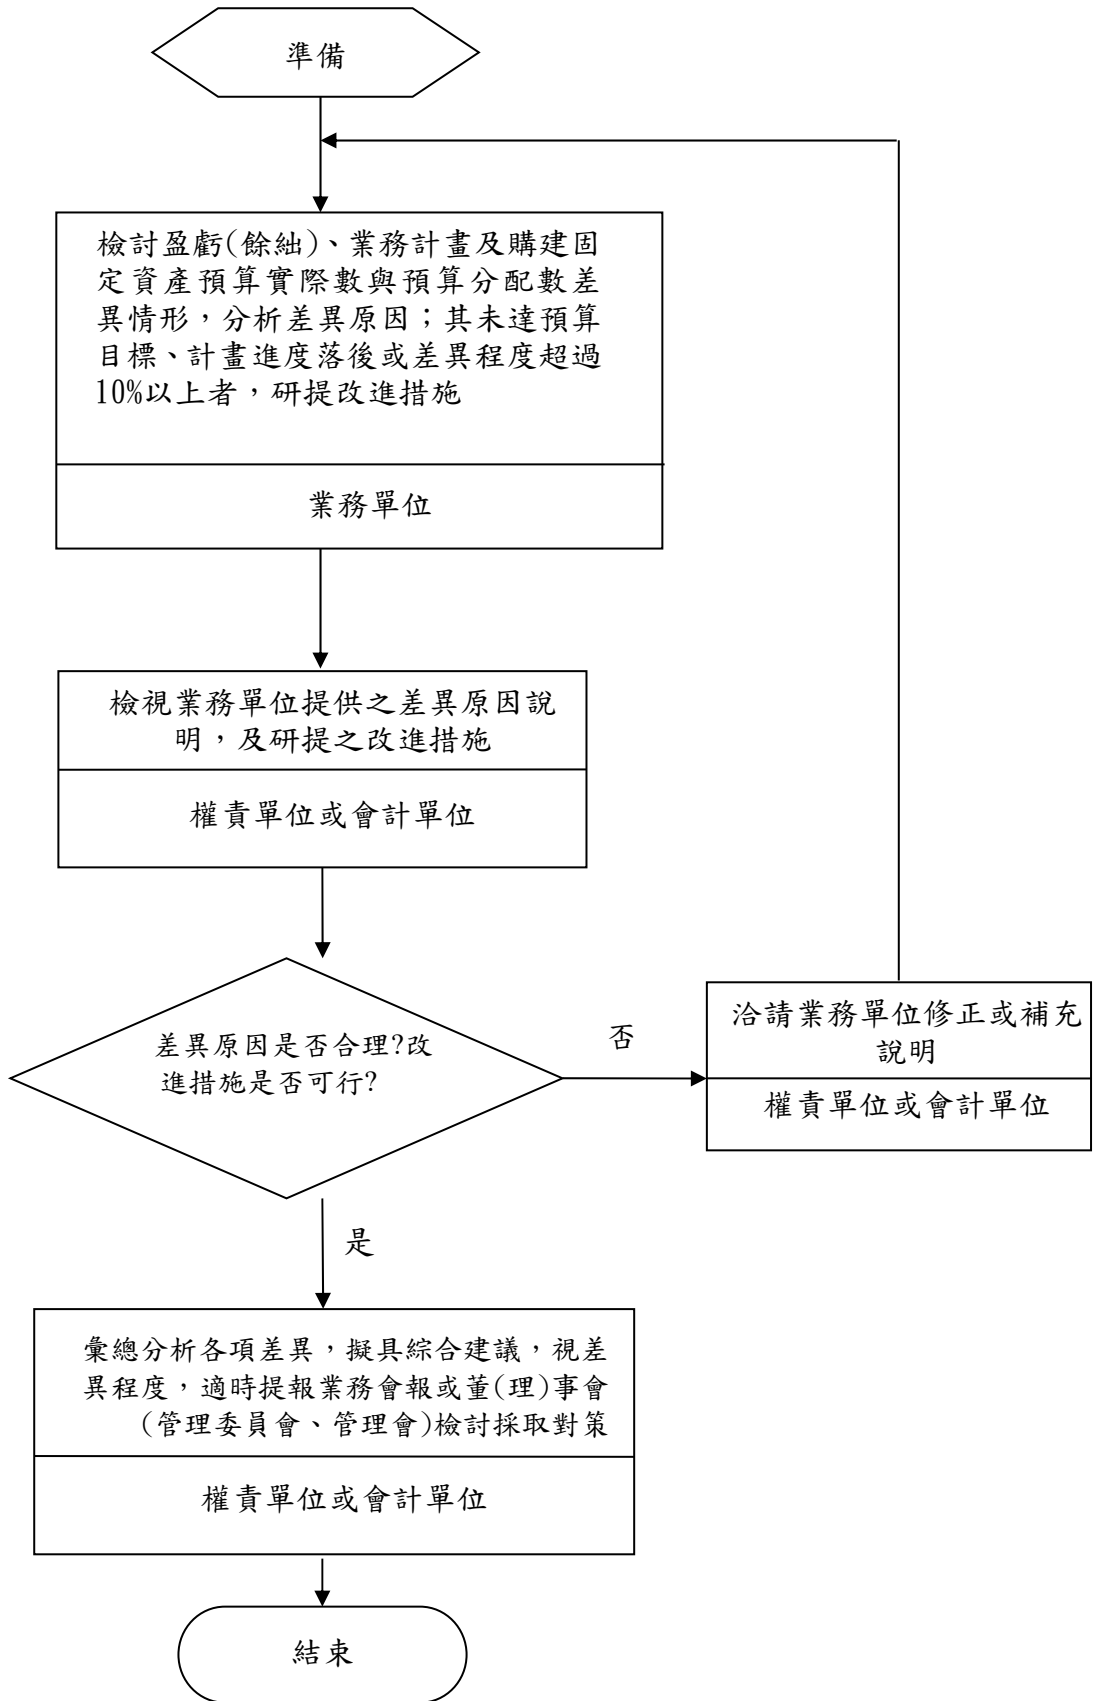 準備
檢討盈虧(餘絀)、業務計畫及購建固
定資產預算實際數與預算分配數差
異情形，分析差異原因；其未達預算
目標、計畫進度落後或差異程度超過
10%以上者，研提改進措施
業務單位
檢視業務單位提供之差異原因說
明，及研提之改進措施
權責單位或會計單位
差異原因是否合理?改
進措施是否可行?
否
洽請業務單位修正或補充
說明
權責單位或會計單位
是
彙總分析各項差異，擬具綜合建議，視差
異程度，適時提報業務會報或董(理)事會
(管理委員會、管理會)檢討採取對策
權責單位或會計單位
結束